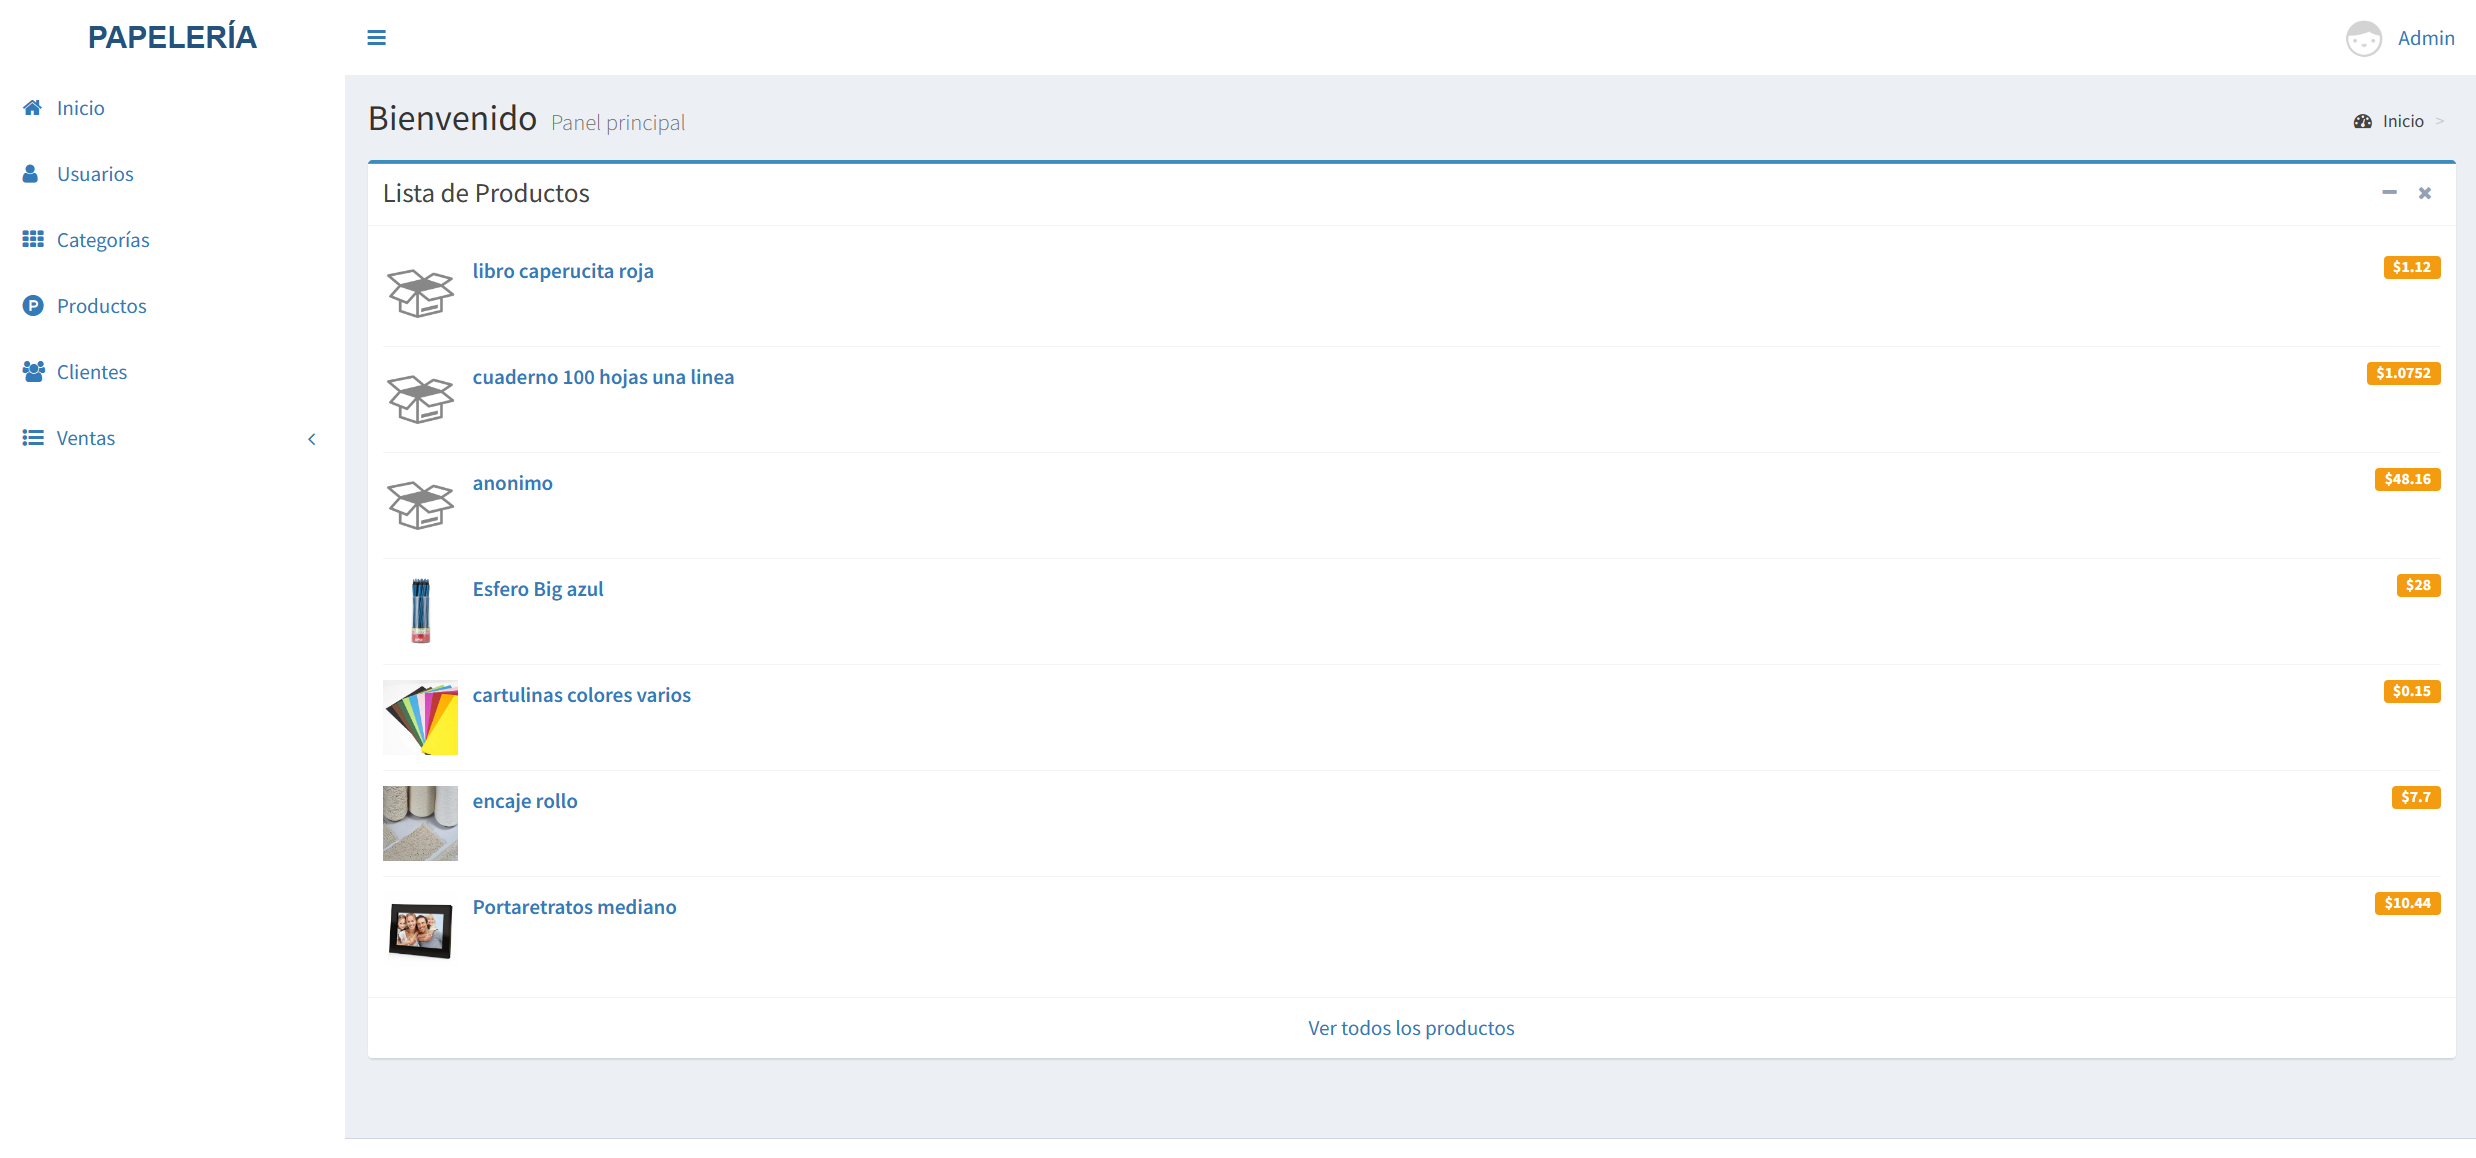 PAPELERÍA
Admin
Inicio
Usuarios
Categorías
Productos
Clientes
Ventas
Bienvenido Panel principal
Inicio >
Lista de Productos
libro caperucita roja $1.12
cuaderno 100 hojas una linea $1.0752
anonimo $48.16
Esfero Big azul $28
cartulinas colores varios $0.15
encaje rollo $7.7
Portaretratos mediano $10.44
Ver todos los productos